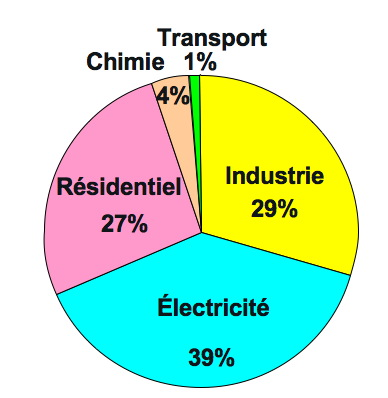 Transport
Chimie 1%
4%
Industrie
29%
Résidentiel
27%
Électricité
39%